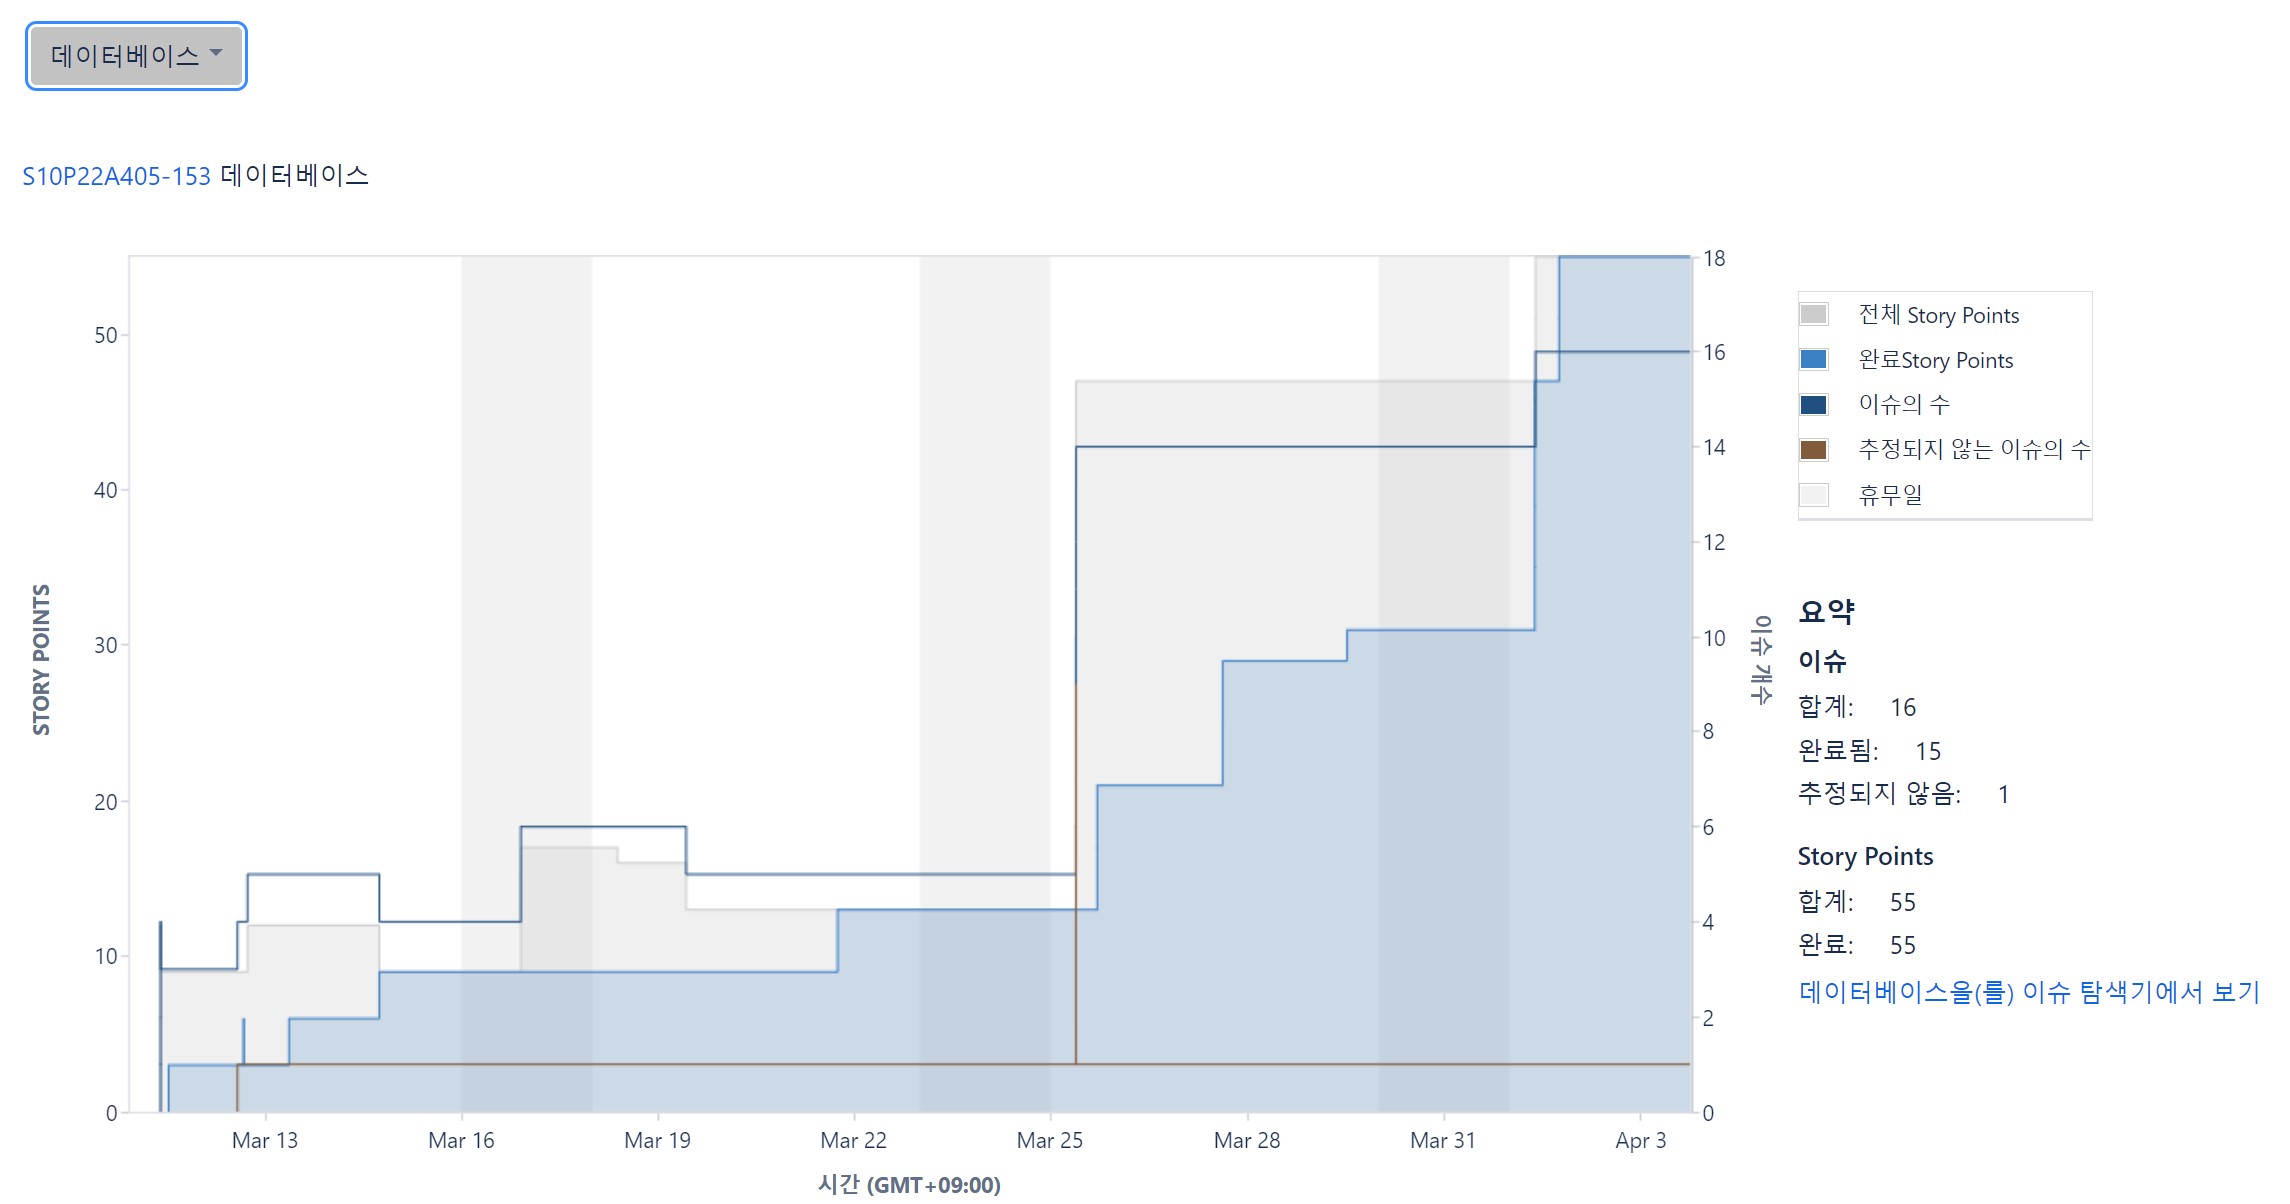 데이터베이스
S10P22A405-153 데이터베이스
STORY POINTS
50
40
30
20
10
0
18
16
14
12
10
8
6
4
2
0
이슈 개수
Mar 13 Mar 16 Mar 19 Mar 22 Mar 25 Mar 28 Mar 31 Apr 3
시간 (GMT+09:00)
전체 Story Points
완료Story Points
이슈의 수
추정되지 않는 이슈의 수
휴무일
요약
이슈
합계: 16
완료됨: 15
추정되지 않음: 1
Story Points
합계: 55
완료: 55
데이터베이스을(를) 이슈 탐색기에서 보기